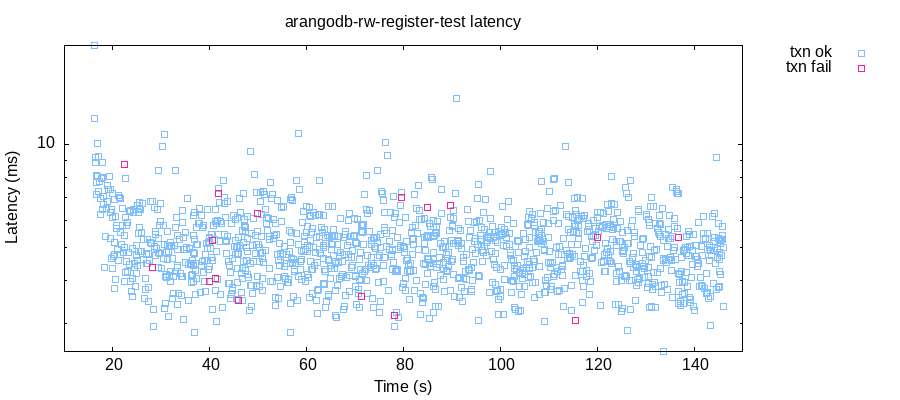 arangodb-rw-register-test latency
txn ok
txn fail
10
Latency (ms)
20 40 60 80 100 120 140
Time (s)